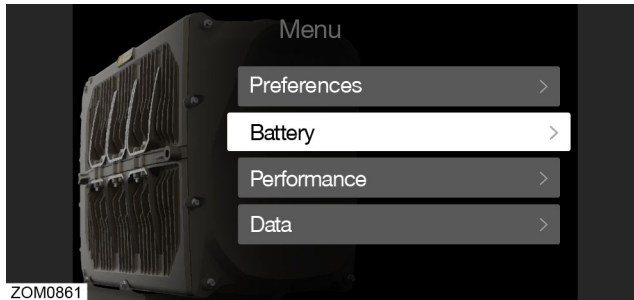 Menu
Preferences
Battery
Performance
Data
ZOM0861